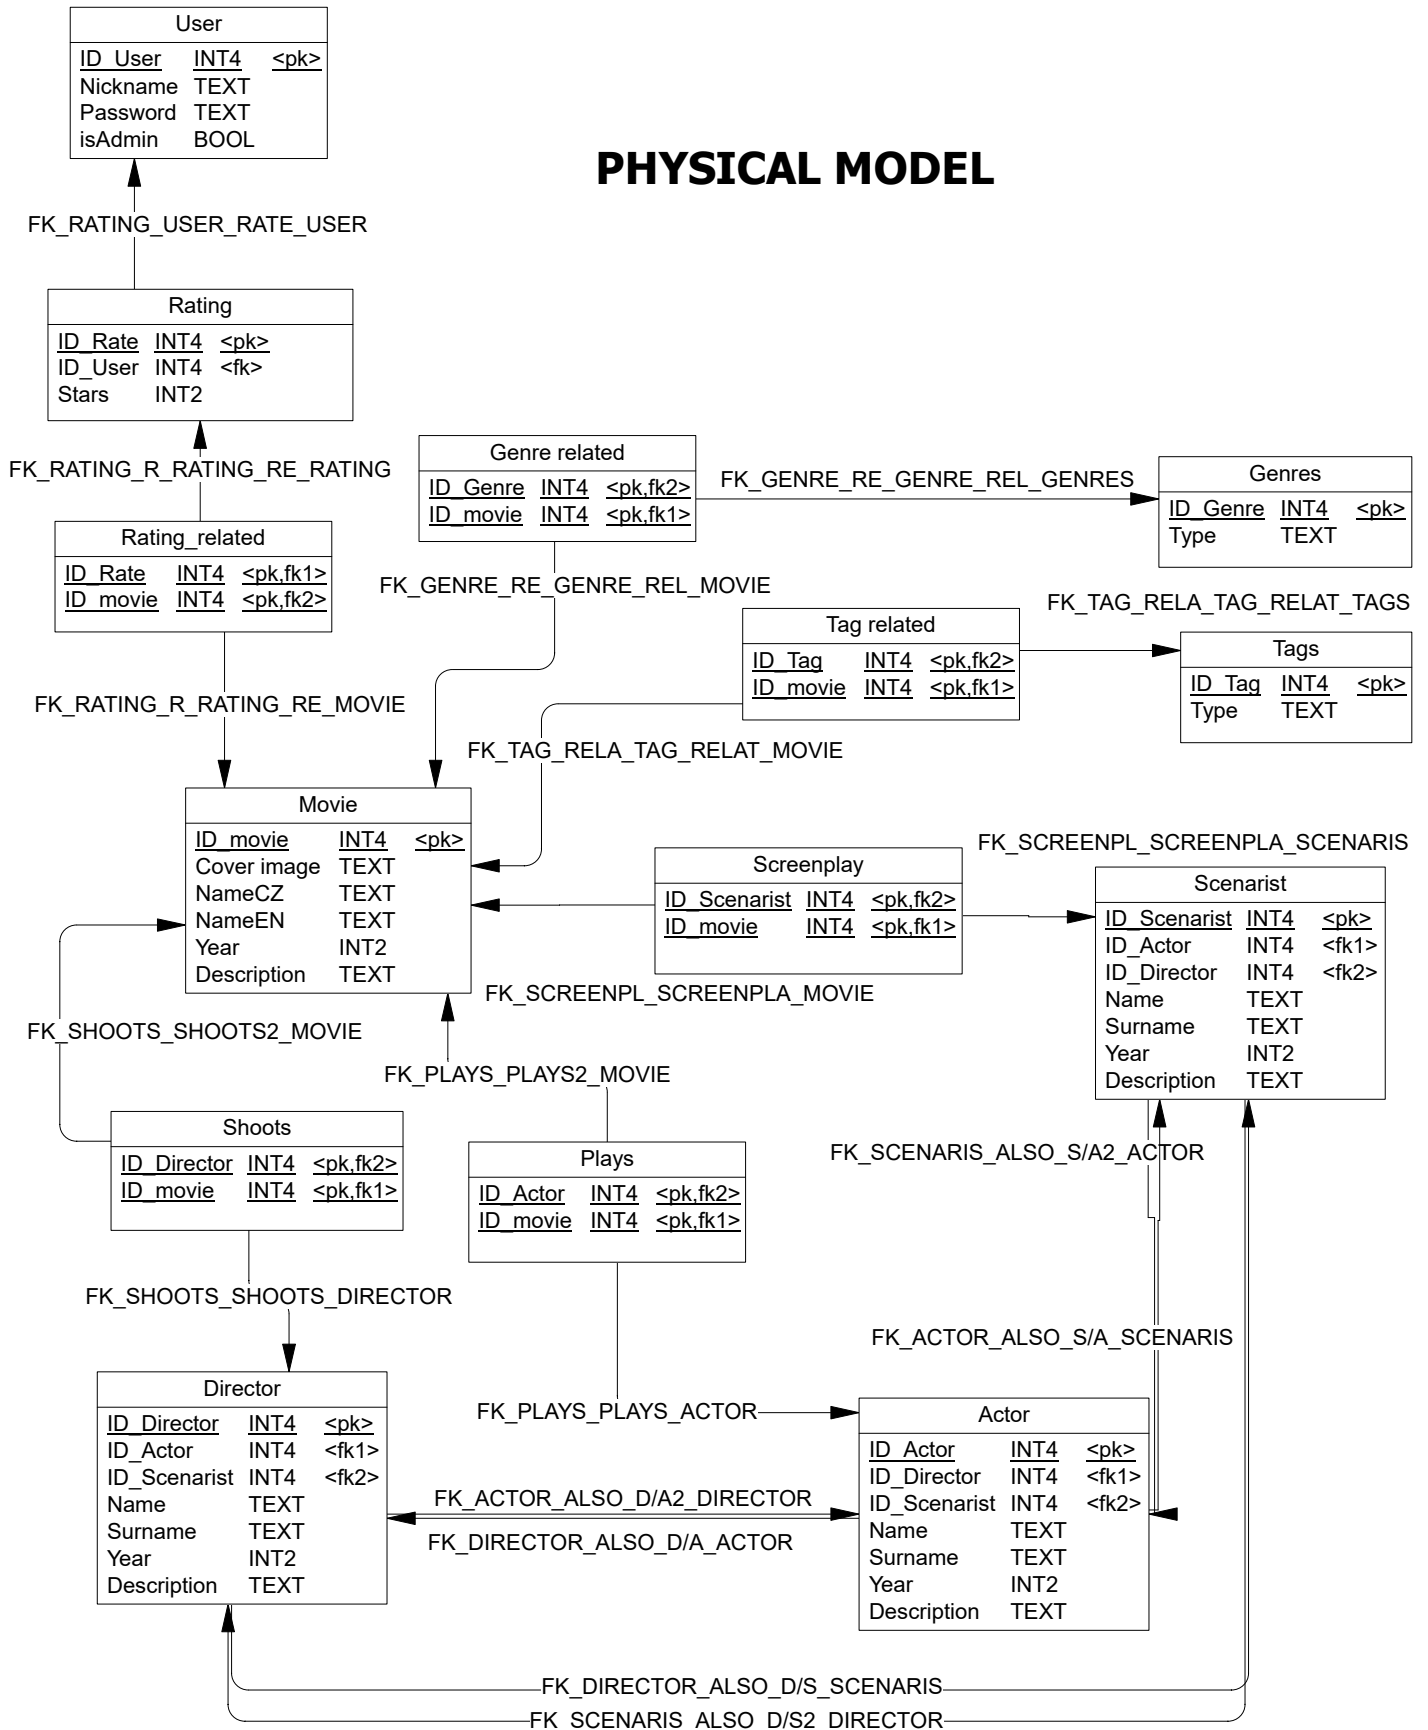 User
ID_User INT4 <pk>
Nickname TEXT
Password TEXT
isAdmin BOOL
PHYSICAL MODEL
FK_RATING_USER_RATE_USER
Rating
ID_Rate INT4 <pk>
ID_User INT4 <fk>
Stars INT2
FK_RATING_R_RATING_RE_RATING
Genre related
ID_Genre INT4 <pk,fk2>
ID_movie INT4 <pk,fk1>
FK_GENRE_RE_GENRE_REL_GENRES
Genres
ID_Genre INT4 <pk>
Type TEXT
Rating_related
ID_Rate INT4 <pk,fk1>
ID_movie INT4 <pk,fk2>
FK_GENRE_RE_GENRE_REL_MOVIE
FK_TAG_RELA_TAG_RELAT_TAGS
Tag related
ID_Tag INT4 <pk,fk2>
ID_movie INT4 <pk,fk1>
Tags
ID_Tag INT4 <pk>
Type TEXT
FK_RATING_R_RATING_RE_MOVIE
FK_TAG_RELA_TAG_RELAT_MOVIE
Movie
ID_movie INT4 <pk>
Cover image TEXT
NameCZ TEXT
NameEN TEXT
Year INT2
Description TEXT
Screenplay
ID_Scenarist INT4 <pk,fk2>
ID_movie INT4 <pk,fk1>
FK_SCREENPL_SCREENPLA_SCENARIS
Scenarist
ID_Scenarist INT4 <pk>
ID_Actor INT4 <fk1>
ID_Director INT4 <fk2>
Name TEXT
Surname TEXT
Year INT2
Description TEXT
FK_SCREENPL_SCREENPLA_MOVIE
FK_SHOOTS_SHOOTS2_MOVIE
FK_PLAYS_PLAYS2_MOVIE
Shoots
ID_Director INT4 <pk,fk2>
ID_movie INT4 <pk,fk1>
Plays
ID_Actor INT4 <pk,fk2>
ID_movie INT4 <pk,fk1>
FK_SCENARIS_ALSO_S/A2_ACTOR
FK_SHOOTS_SHOOTS_DIRECTOR
FK_ACTOR_ALSO_S/A_SCENARIS
Director
ID_Director INT4 <pk>
ID_Actor INT4 <fk1>
ID_Scenarist INT4 <fk2>
Name TEXT
Surname TEXT
Year INT2
Description TEXT
FK_PLAYS_PLAYS_ACTOR
Actor
ID_Actor INT4 <pk>
ID_Director INT4 <fk1>
ID_Scenarist INT4 <fk2>
Name TEXT
Surname TEXT
Year INT2
Description TEXT
FK_ACTOR_ALSO_D/A2_DIRECTOR
FK_DIRECTOR_ALSO_D/A_ACTOR
FK_DIRECTOR_ALSO_D/S_SCENARIS
FK_SCENARIS_ALSO_D/S2_DIRECTOR